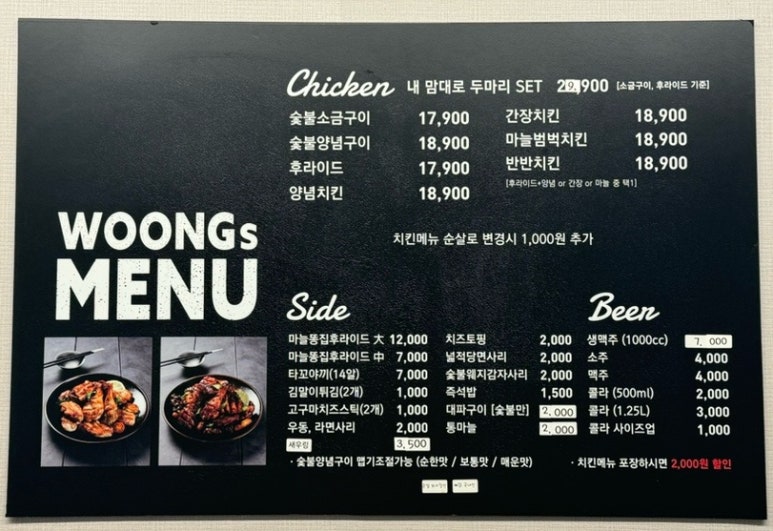 Chicken 내 맘대로 두마리 SET 29,900 [소금구이, 후라이드 기준]
숯불소금구이 17,900 간장치킨 18,900
숯불양념구이 18,900 마늘범벅치킨 18,900
후라이드 17,900 반반치킨 18,900
양념치킨 18,900 [후라이드+양념 or 간장 or 마늘 중 택1]
치킨메뉴 순살로 변경시 1,000원 추가
WOONGs
MENU
Side
마늘똥집후라이드 大 12,000
마늘똥집후라이드 中 7,000
타꼬야끼(14알) 7,000
김말이튀김(2개) 1,000
고구마치즈스틱(2개) 1,000
우동, 라면사리 2,000
새우링 3,500
치즈토핑 2,000
넓적당면사리 2,000
숯불웨지감자사리 2,000
즉석밥 1,500
대파구이 [숯불만] 2,000
통마늘 2,000
Beer
생맥주 (1000cc) 7,000
소주 4,000
맥주 4,000
콜라 (500ml) 2,000
콜라 (1.25L) 3,000
콜라 사이즈업 1,000
· 숯불양념구이 맵기조절가능 (순한맛 / 보통맛 / 매운맛)
· 치킨메뉴 포장하시면 2,000원 할인